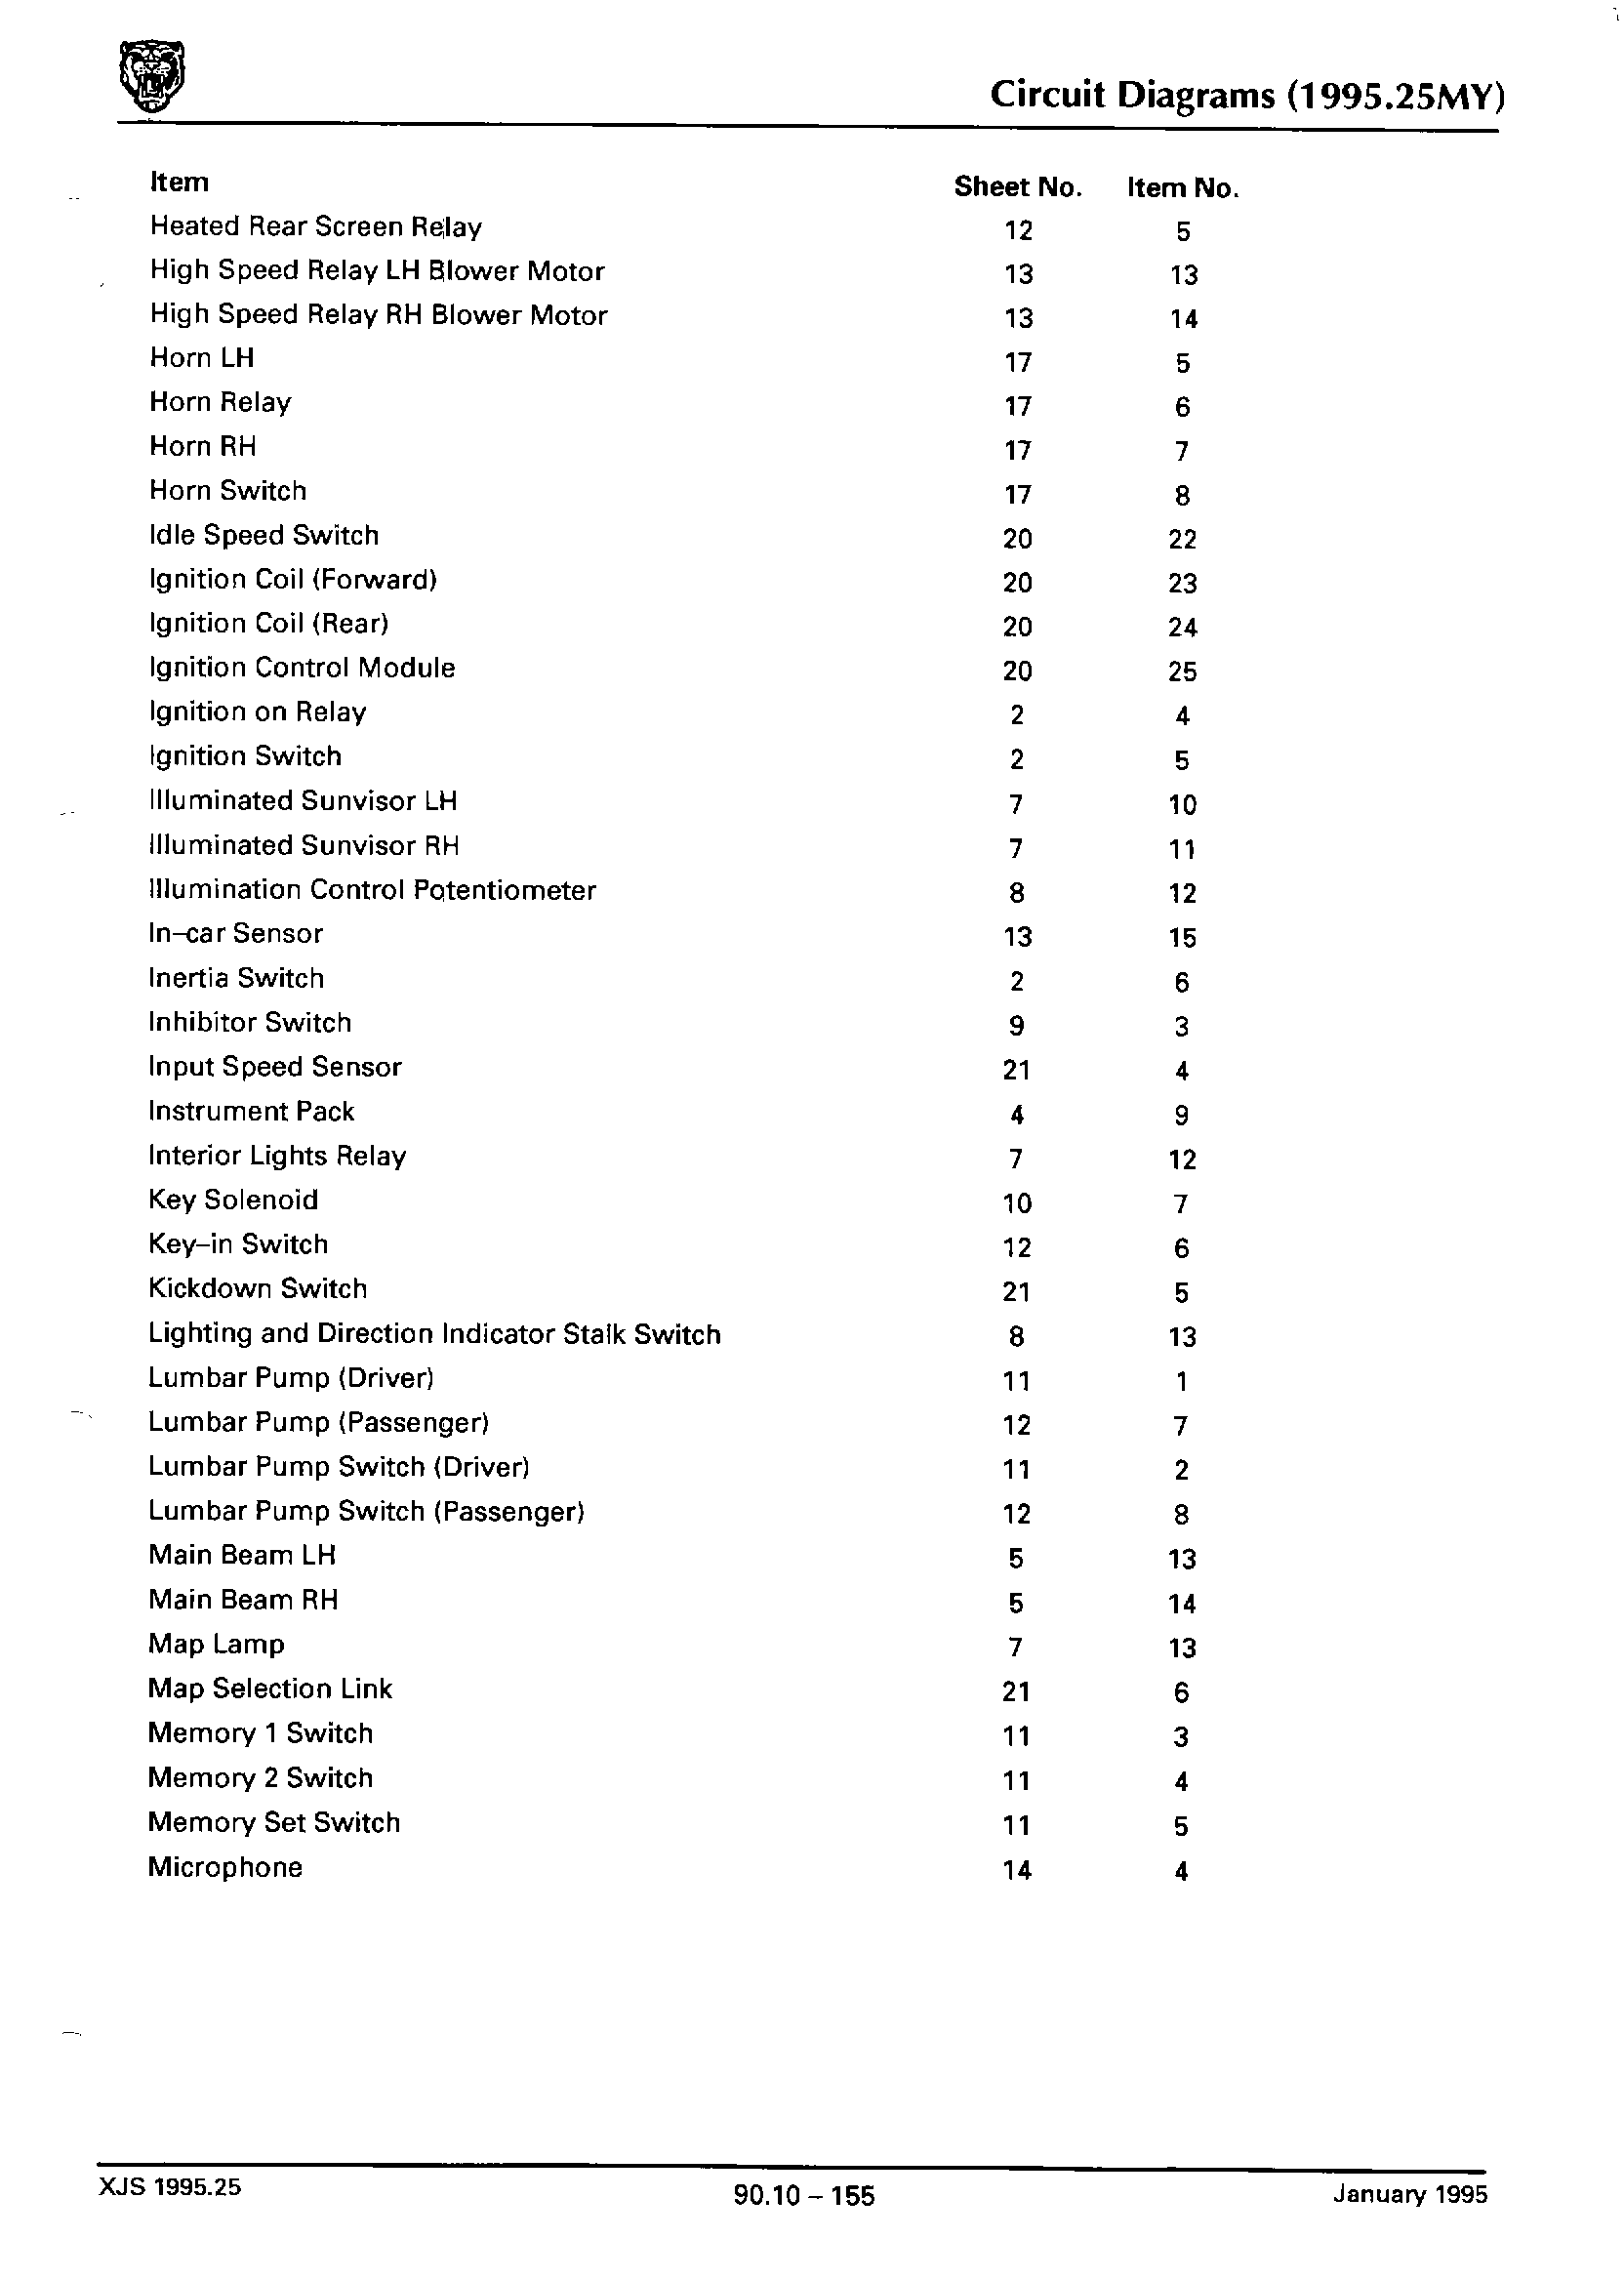 Circuit Diagrams (1995.25MY)
Item Sheet No. Item No.
Heated Rear Screen Relay 12 5
High Speed Relay LH Blower Motor 13 13
High Speed Relay RH Blower Motor 13 14
Horn LH 17 5
Horn Relay 17 6
Horn RH 17 7
Horn Switch 17 8
Idle Speed Switch 20 22
Ignition Coil (Forward) 20 23
Ignition Coil (Rear) 20 24
Ignition Control Module 20 25
Ignition on Relay 2 4
Ignition Switch 2 5
Illuminated Sunvisor LH 7 10
Illuminated Sunvisor RH 7 11
Illumination Control Potentiometer 8 12
In–car Sensor 13 15
Inertia Switch 2 6
Inhibitor Switch 9 3
Input Speed Sensor 21 4
Instrument Pack 4 9
Interior Lights Relay 7 12
Key Solenoid 10 7
Key–in Switch 12 6
Kickdown Switch 21 5
Lighting and Direction Indicator Stalk Switch 8 13
Lumbar Pump (Driver) 11 1
Lumbar Pump (Passenger) 12 7
Lumbar Pump Switch (Driver) 11 2
Lumbar Pump Switch (Passenger) 12 8
Main Beam LH 5 13
Main Beam RH 5 14
Map Lamp 7 13
Map Selection Link 21 6
Memory 1 Switch 11 3
Memory 2 Switch 11 4
Memory Set Switch 11 5
Microphone 14 4
XJS 1995.25 90.10 – 155 January 1995